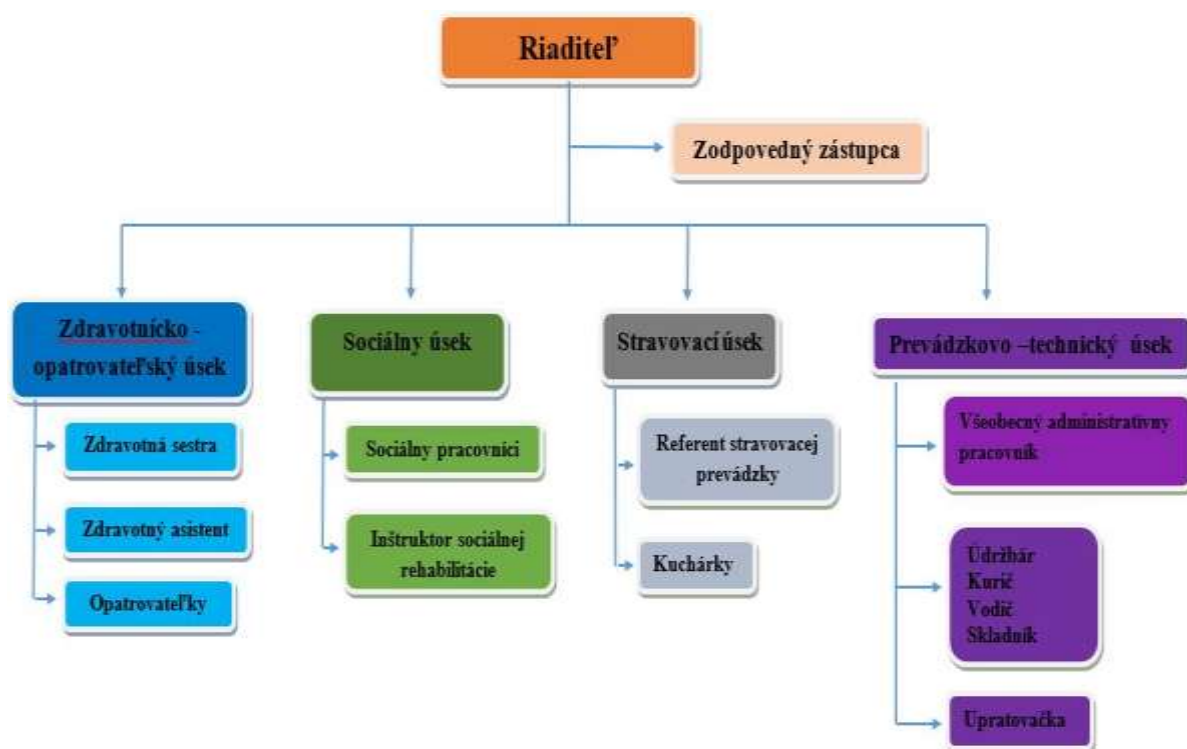 Riaditeľ
Zodpovedný zástupca
Zdravotnícko -
opatrovateľský úsek
Sociálny úsek
Stravovací úsek
Prevádzkovo –technický úsek
Zdravotná sestra
Zdravotný asistent
Opatrovateľky
Sociálny pracovníci
Inštruktor sociálnej
rehabilitácie
Referent stravovacej
prevádzky
Kuchárky
Všeobecný administratívny
pracovník
Údržbár
Kurič
Vodič
Skladník
Upratovačka